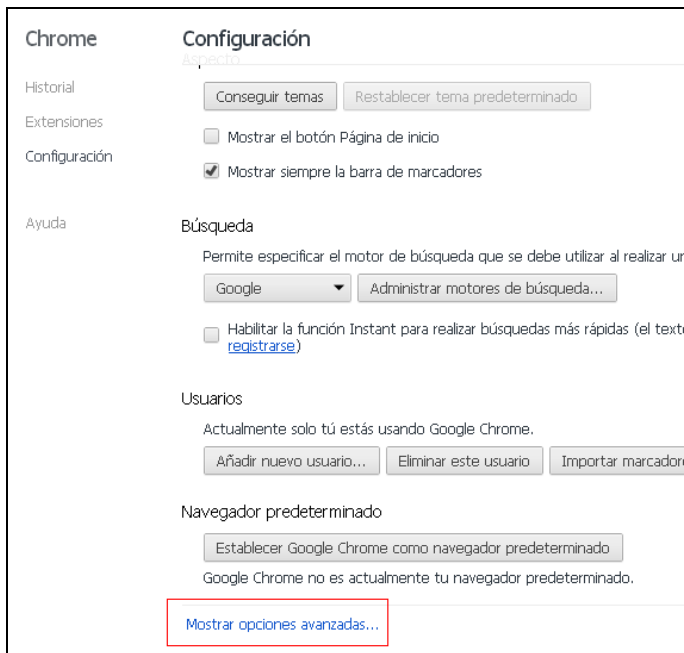 Chrome
Configuración
Aspecto
Historial
Conseguir temas
Restablecer tema predeterminado
Extensiones
Mostrar el botón Página de inicio
Configuración
Mostrar siempre la barra de marcadores
Ayuda
Búsqueda
Permite especificar el motor de búsqueda que se debe utilizar al realizar
Google
Administrar motores de búsqueda...
Habilitar la función Instant para realizar búsquedas más rápidas (el
registrarse)
Usuarios
Actualmente solo tú estás usando Google Chrome.
Añadir nuevo usuario...
Eliminar este usuario
Importar
Navegador predeterminado
Establecer Google Chrome como navegador predeterminado
Google Chrome no es actualmente tu navegador predeterminado.
Mostrar opciones avanzadas...